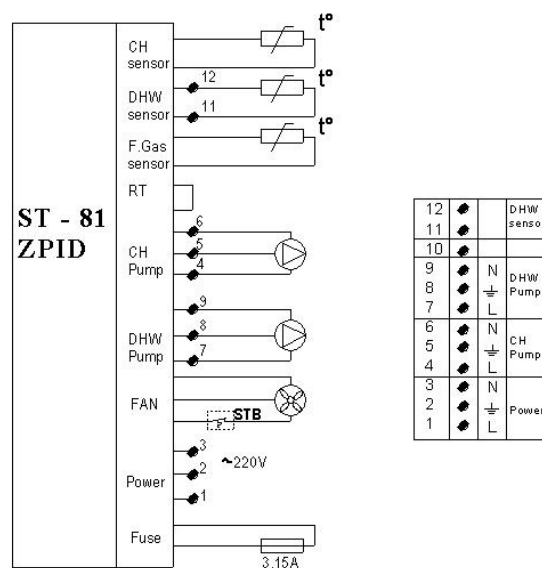 ST - 81
ZPID
CH
sensor
DHW
sensor
F.Gas
sensor
RT
CH
Pump
DHW
Pump
FAN
Power
Fuse
t°
12
t°
11
t°
6
5
4
9
8
7
STB
3
~220V
2
1
3.15A
12 DHW
11 senso
10
9 N DHW
8 Pump
7 L
6 N CH
5 Pump
4 L
3 N
2 Power
1 L